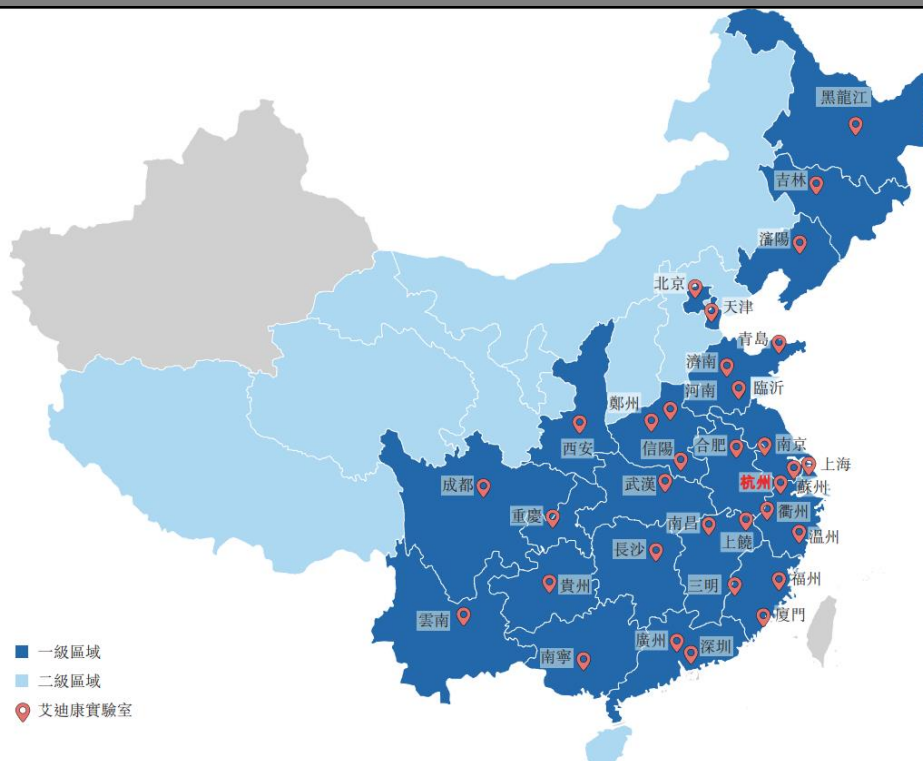 黑龍江
吉林
瀋陽
北京
天津
青島
濟南
臨沂
河南
鄭州
西安
信陽
合肥
南京
上海
蘇州
杭州
武漢
成都
重慶
衢州
南昌
上饒
溫州
長沙
貴州
三明
福州
廈門
雲南
廣州
深圳
南寧
一級區域
二級區域
艾迪康實驗室